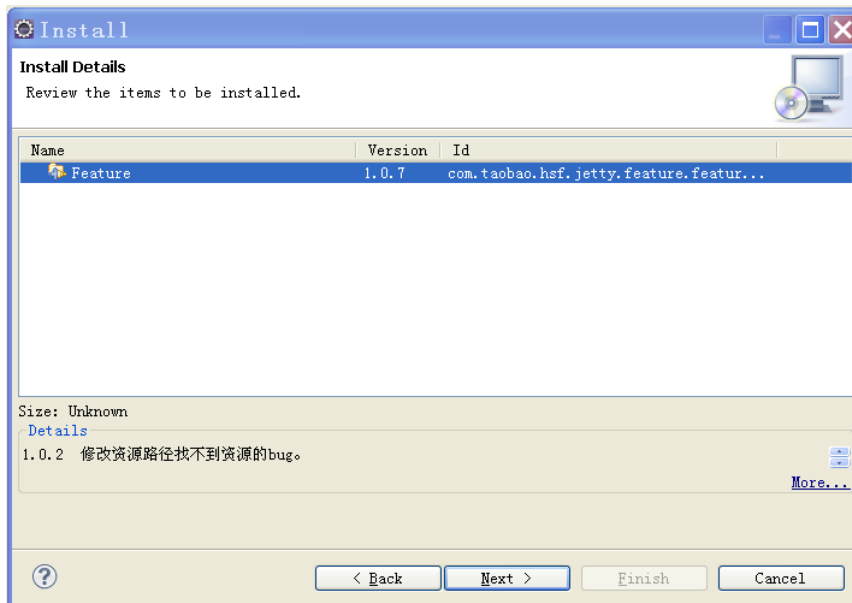 Install
Install Details
Review the items to be installed.
Name Version Id
Feature 1.0.7 com.taobao.hsf.jetty.feature.featur...
Size: Unknown
Details
1.0.2 修改资源路径找不到资源的bug。
More...
?
< Back Next > Finish Cancel